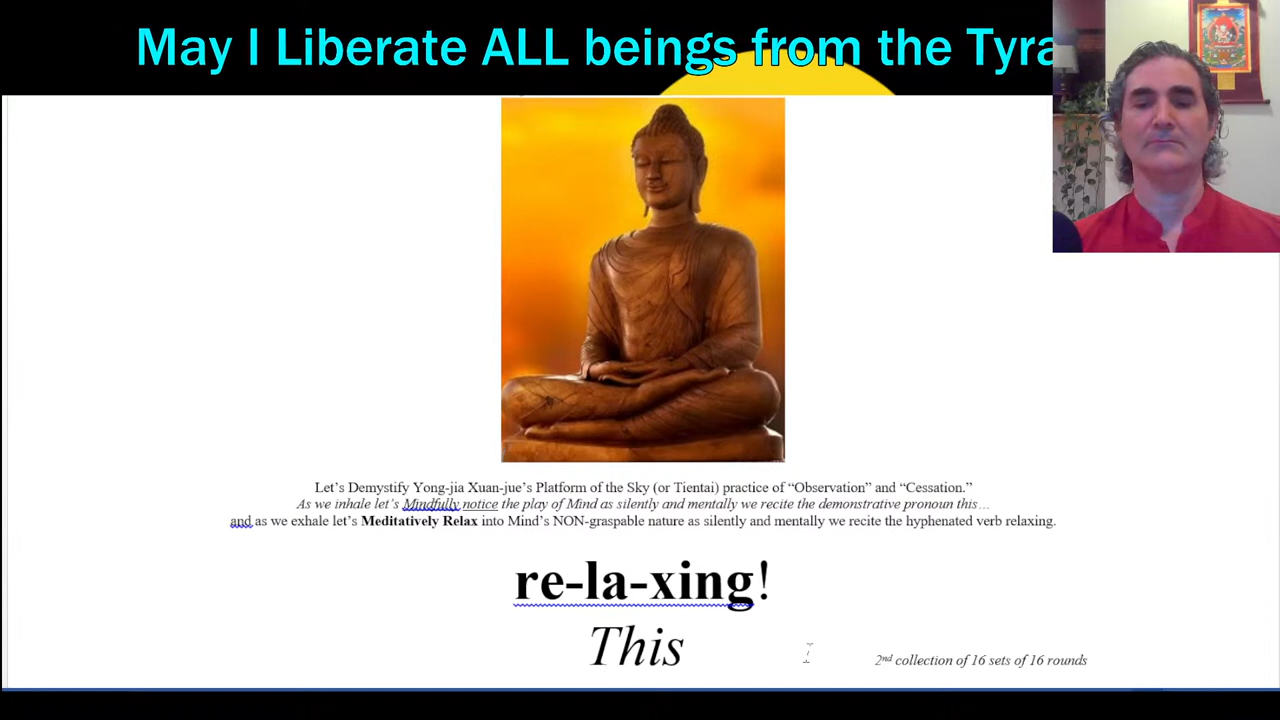 May I Liberate ALL beings from the Tyra
Let's Demystify Yong-jia Xuan-jue's Platform of the Sky (or Tientai) practice of “Observation” and “Cessation.”
As we inhale let's Mindfully notice the play of Mind as silently and mentally we recite the demonstrative pronoun this…
and as we exhale let's Meditatively Relax into Mind's NON-graspable nature as silently and mentally we recite the hyphenated verb relaxing.
re-la-xing!
This
2nd collection of 16 sets of 16 rounds